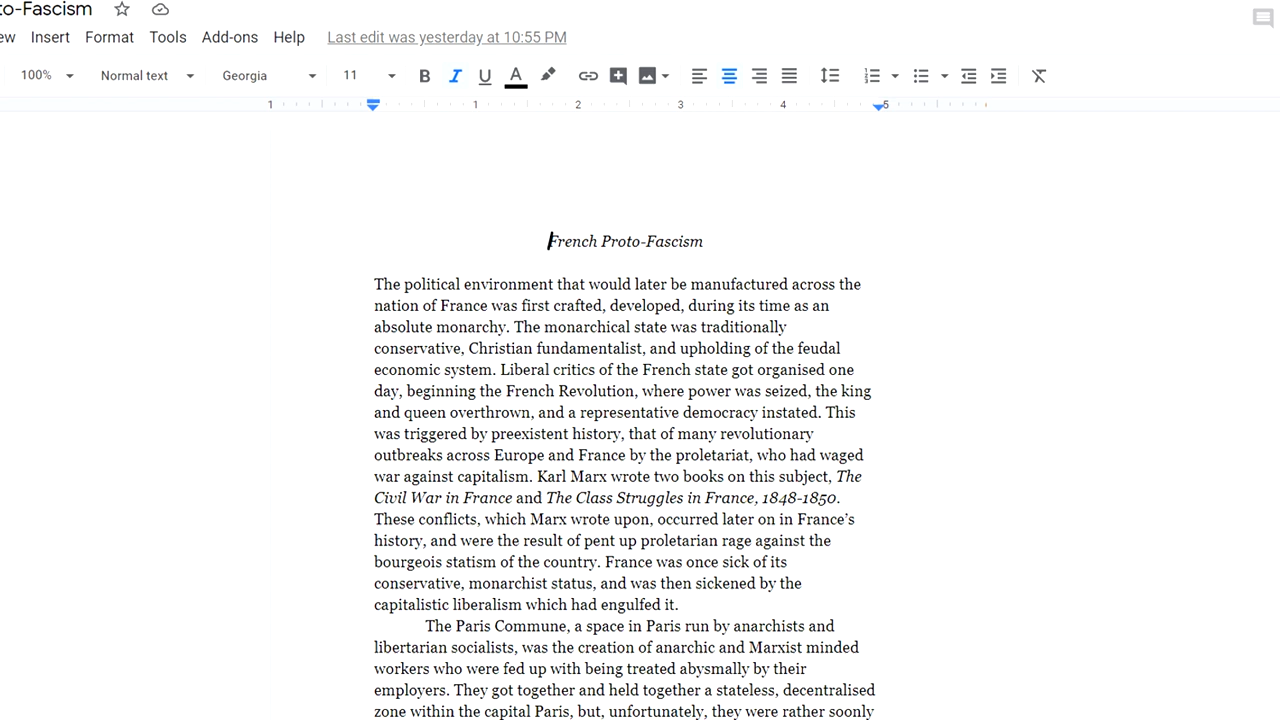 to-Fascism
ew Insert Format Tools Add-ons Help Last edit was yesterday at 10:55 PM
100% Normal text Georgia 11 B I U A
1 1 2 3 4 5
French Proto-Fascism
The political environment that would later be manufactured across the
nation of France was first crafted, developed, during its time as an
absolute monarchy. The monarchical state was traditionally
conservative, Christian fundamentalist, and upholding of the feudal
economic system. Liberal critics of the French state got organised one
day, beginning the French Revolution, where power was seized, the king
and queen overthrown, and a representative democracy instated. This
was triggered by preexistent history, that of many revolutionary
outbreaks across Europe and France by the proletariat, who had waged
war against capitalism. Karl Marx wrote two books on this subject, The
Civil War in France and The Class Struggles in France, 1848-1850.
These conflicts, which Marx wrote upon, occurred later on in France’s
history, and were the result of pent up proletarian rage against the
bourgeois statism of the country. France was once sick of its
conservative, monarchist status, and was then sickened by the
capitalistic liberalism which had engulfed it.
The Paris Commune, a space in Paris run by anarchists and
libertarian socialists, was the creation of anarchic and Marxist minded
workers who were fed up with being treated abysmally by their
employers. They got together and held together a stateless, decentralised
zone within the capital Paris, but, unfortunately, they were rather soonly